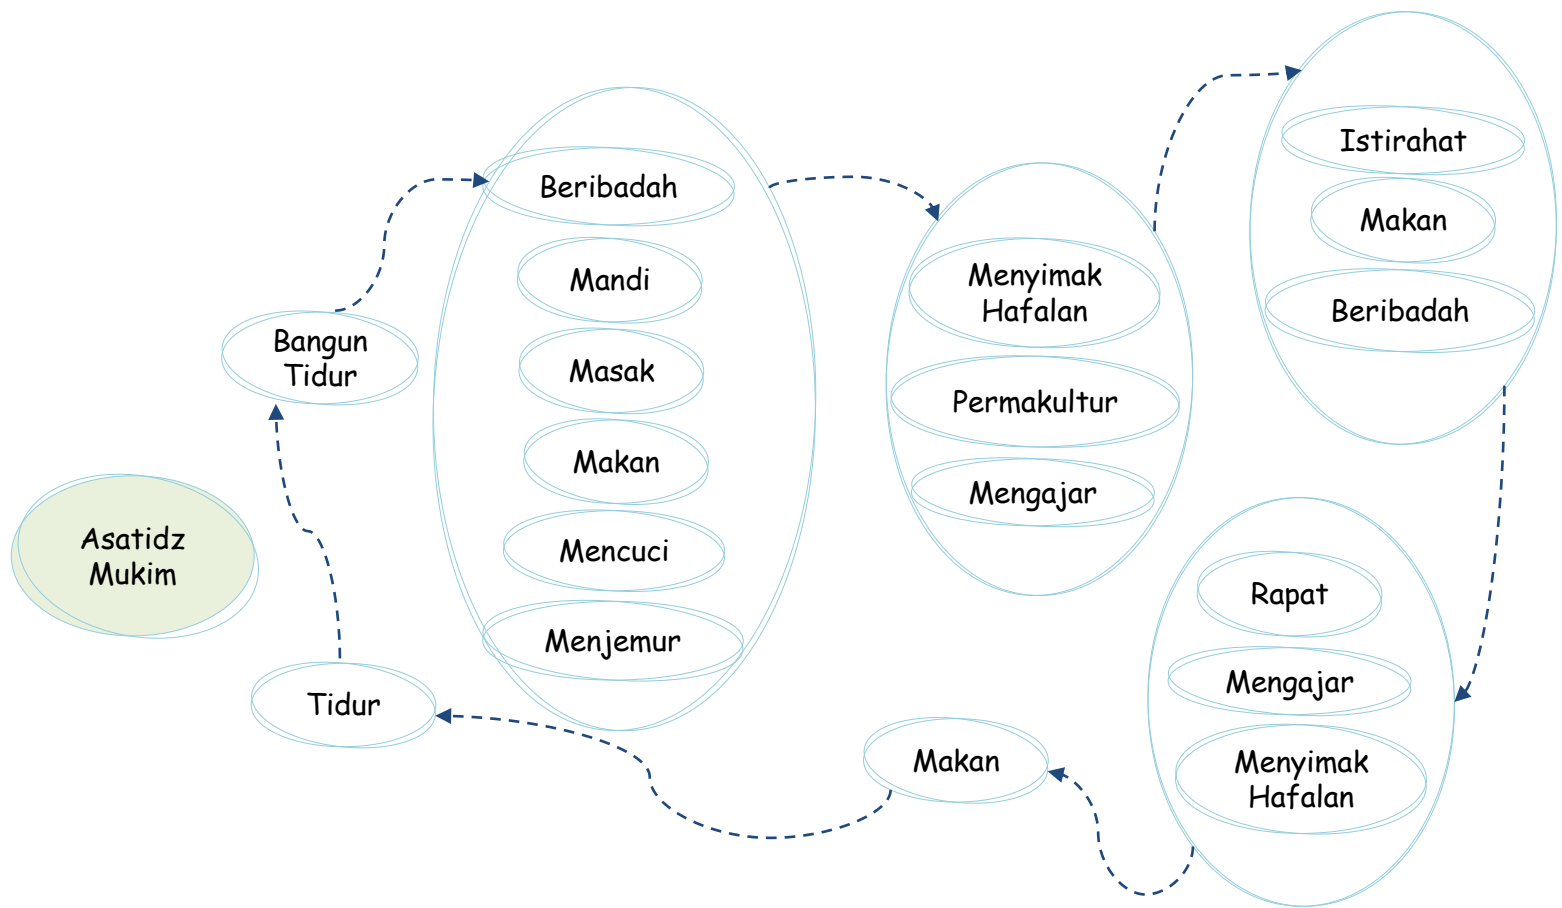 Asatidz
Mukim
Bangun
Tidur
Beribadah
Mandi
Masak
Makan
Mencuci
Menjemur
Menyimak
Hafalan
Permakultur
Mengajar
Istirahat
Makan
Beribadah
Rapat
Mengajar
Menyimak
Hafalan
Makan
Tidur